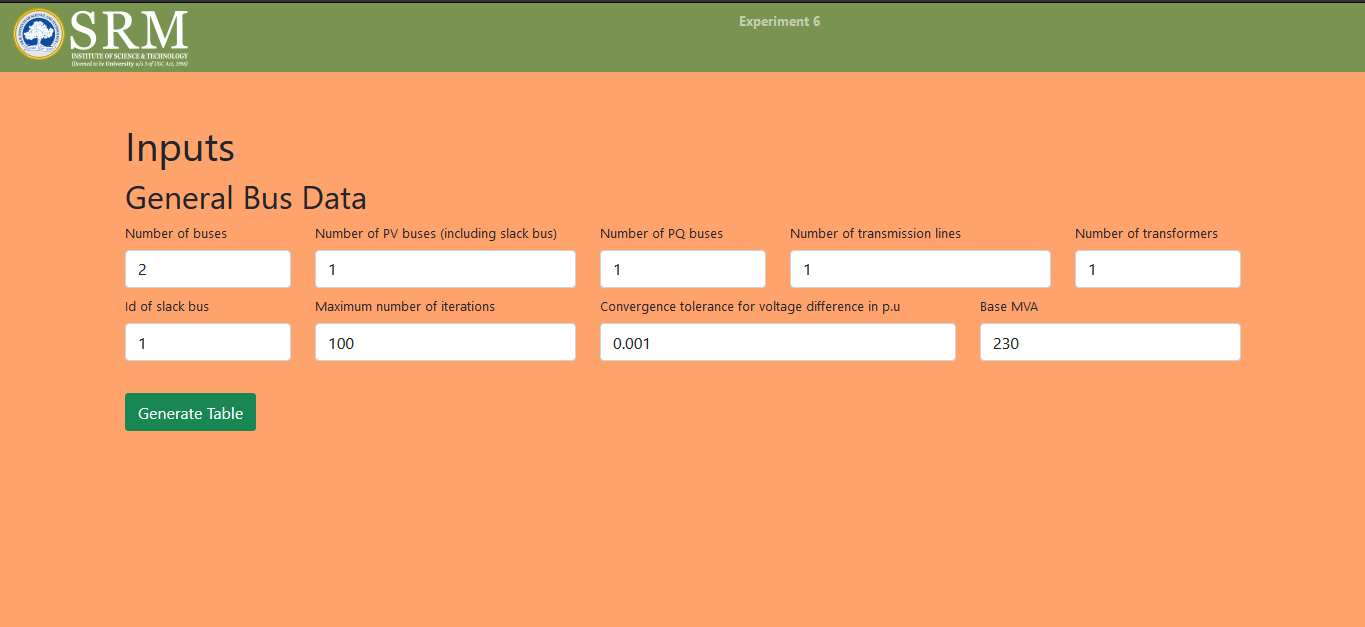 SRM
INSTITUTE OF SCIENCE & TECHNOLOGY
(Deemed to be University u/s 3 of UGC Act, 1956)
Experiment 6
Inputs
General Bus Data
Number of buses
Number of PV buses (including slack bus)
Number of PQ buses
Number of transmission lines
Number of transformers
2
1
1
1
1
Id of slack bus
Maximum number of iterations
Convergence tolerance for voltage difference in p.u
Base MVA
1
100
0.001
230
Generate Table